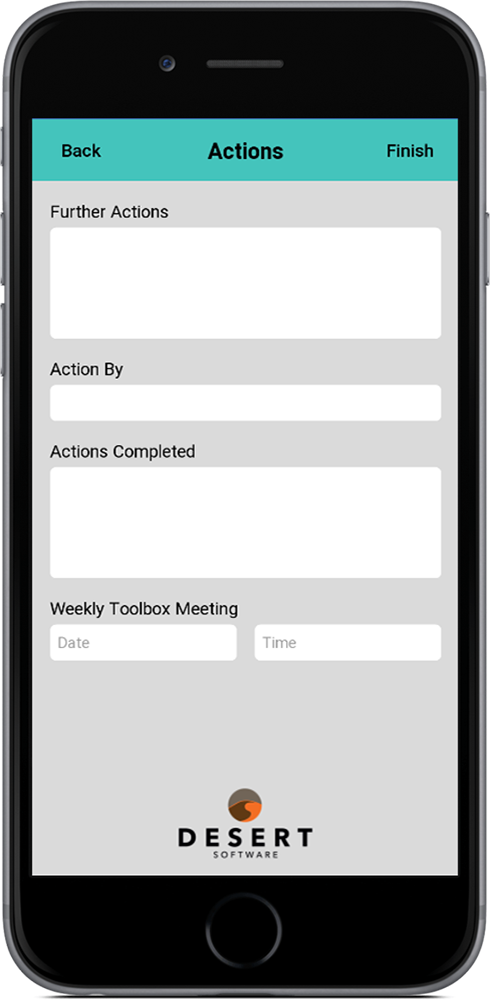 Back Actions Finish
Further Actions
Action By
Actions Completed
Weekly Toolbox Meeting
Date Time
DESERT
SOFTWARE